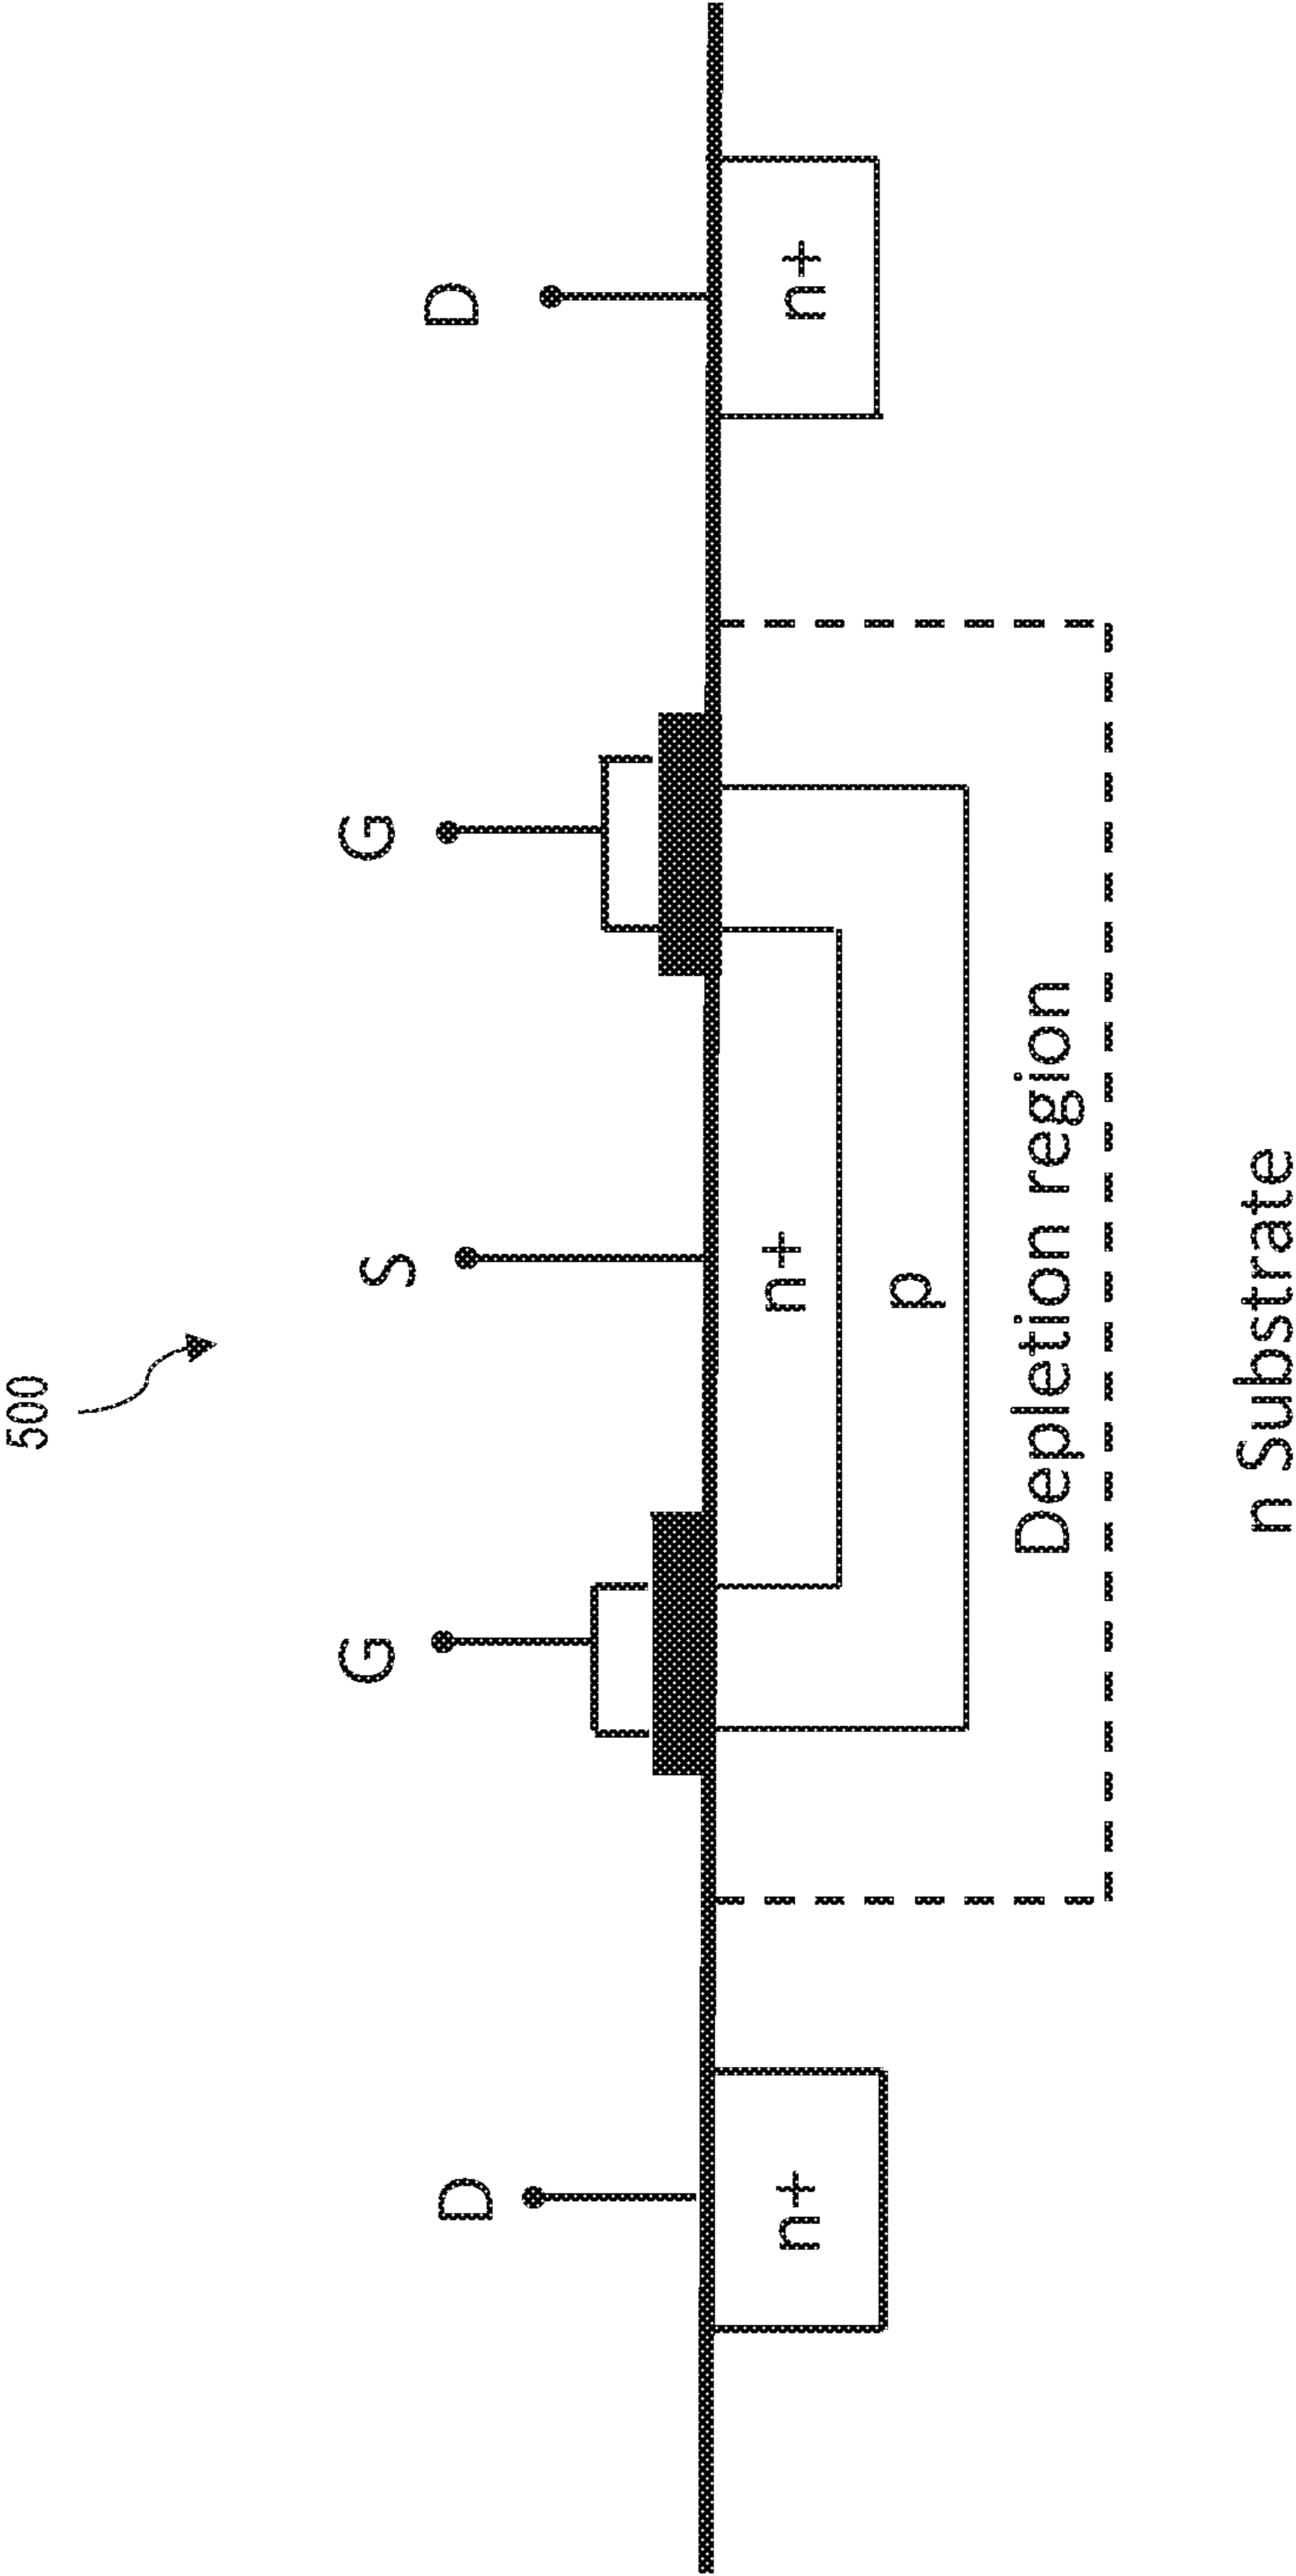 500
D
G
S
G
D
n+
n+
n+
p
Depletion region
n Substrate